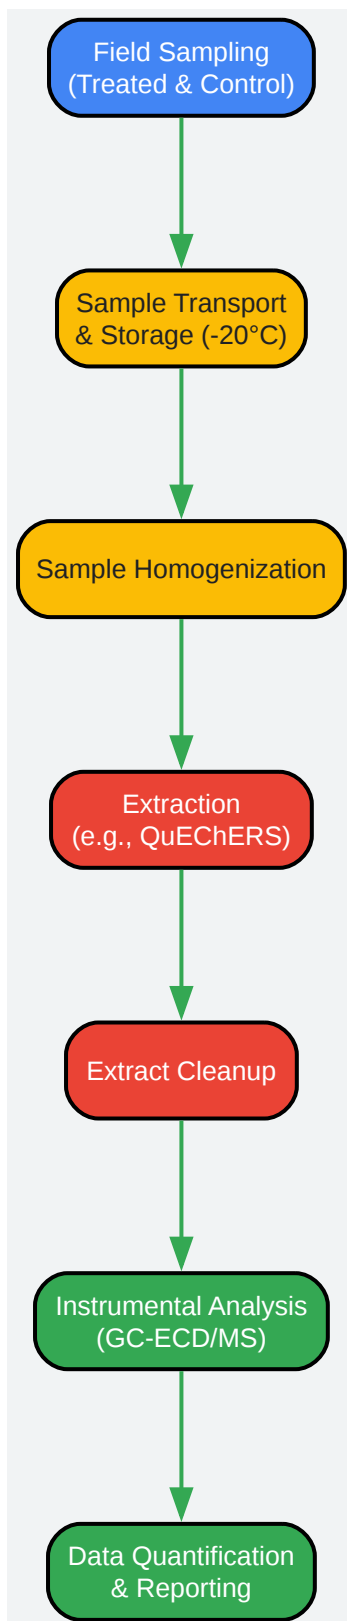 Field Sampling
(Treated & Control)
Sample Transport
& Storage (-20°C)
Sample Homogenization
Extraction
(e.g., QuEChERS)
Extract Cleanup
Instrumental Analysis
(GC-ECD/MS)
Data Quantification
& Reporting